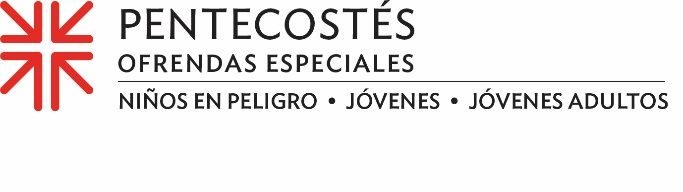 PENTECOSTÉS
OFRENDAS ESPECIALES
NIÑOS EN PELIGRO • JÓVENES • JÓVENES ADULTOS